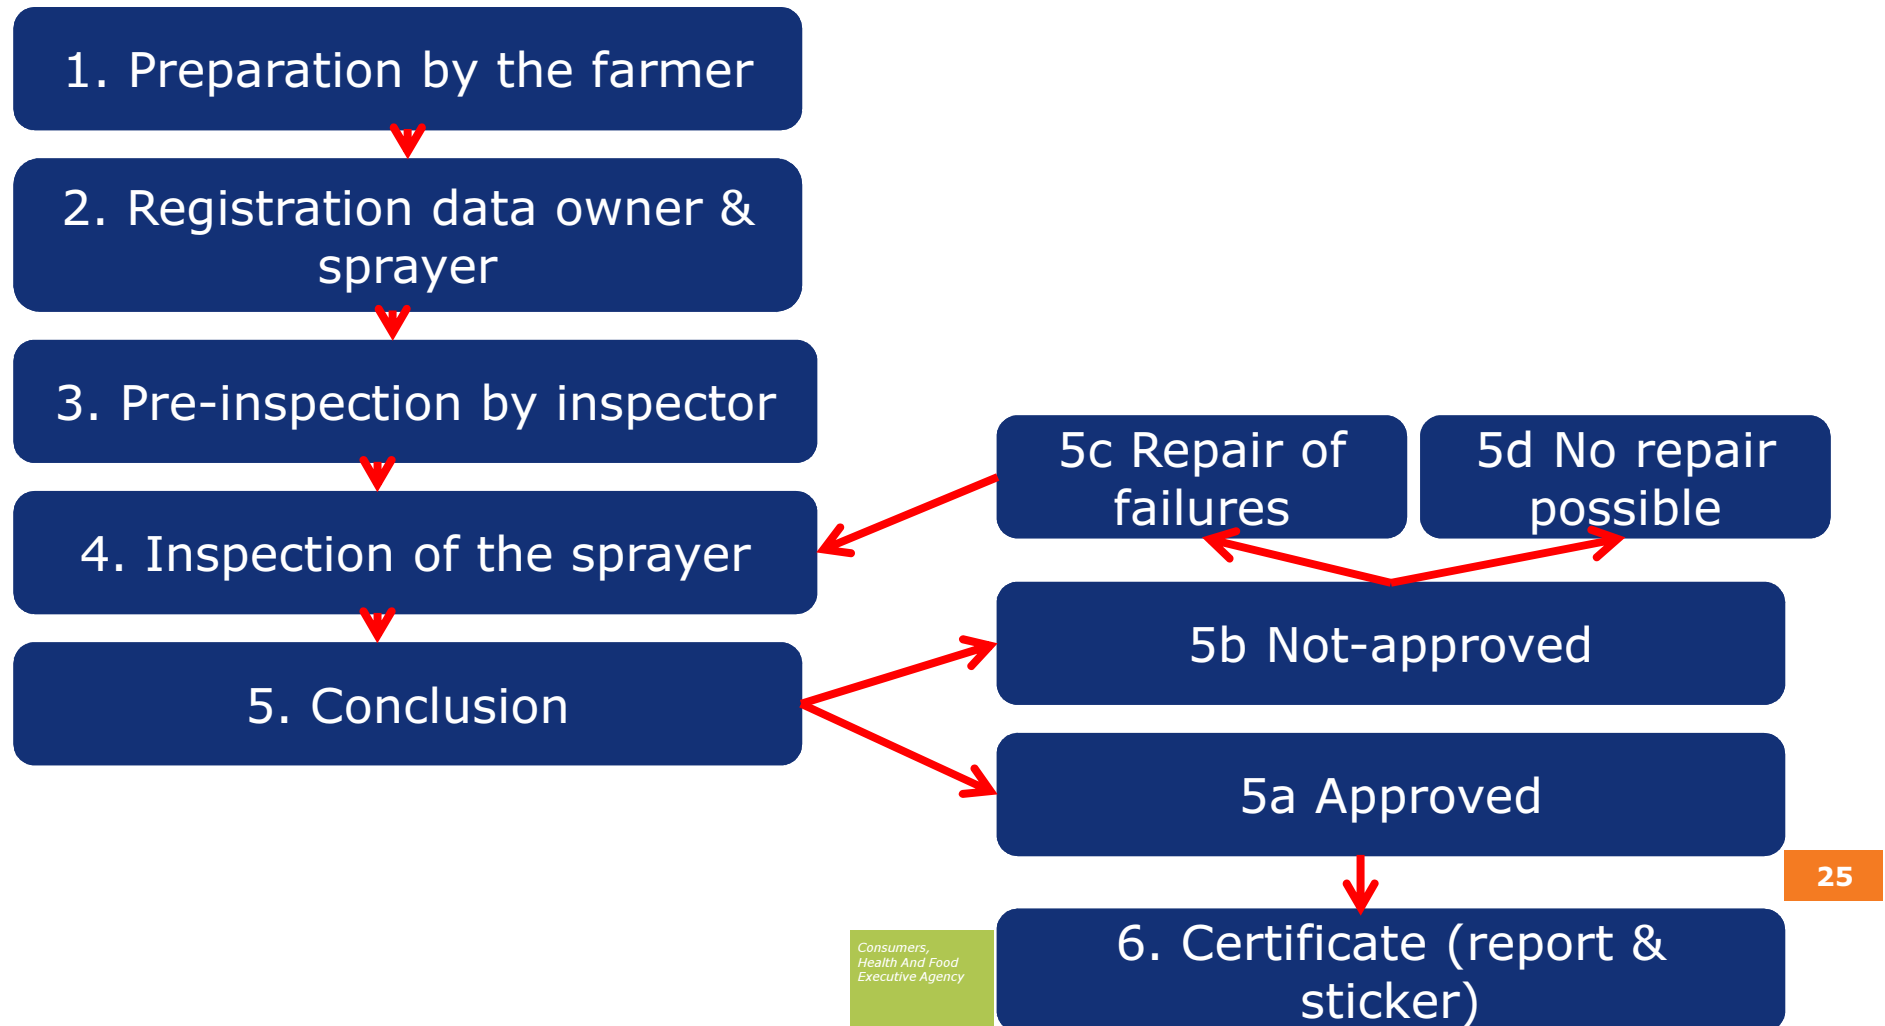 1. Preparation by the farmer
2. Registration data owner &
sprayer
3. Pre-inspection by inspector
4. Inspection of the sprayer
5. Conclusion
5c Repair of
failures
5d No repair
possible
5b Not-approved
5a Approved
25
6. Certificate (report &
sticker)
Consumers,
Health And Food
Executive Agency